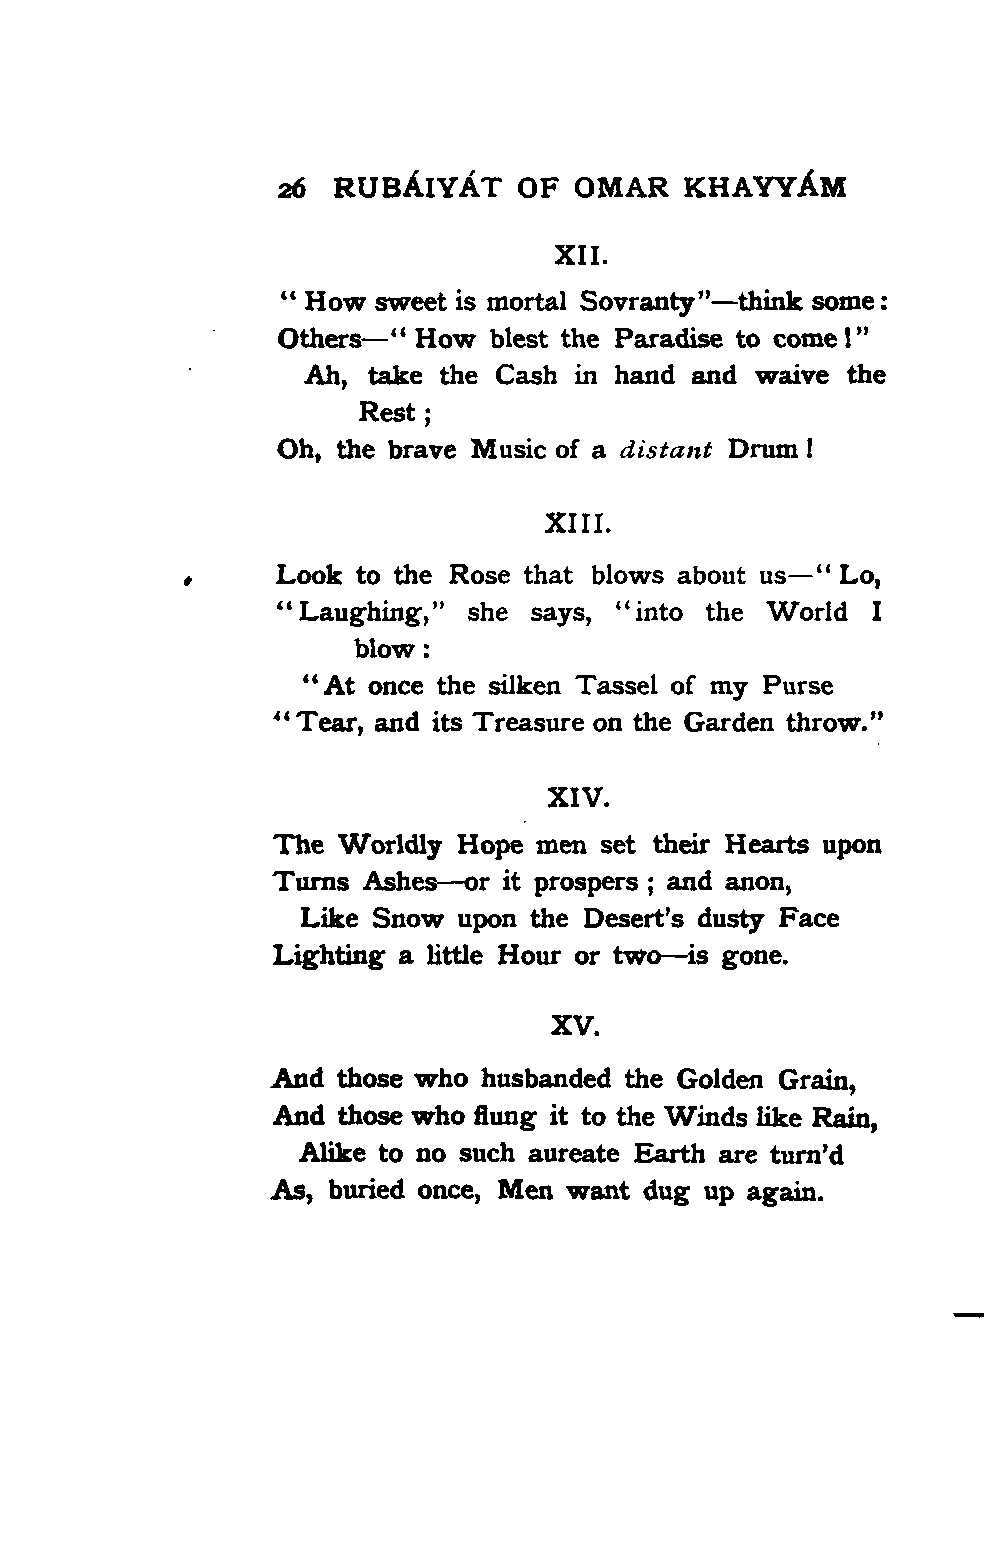 26 RUBÁIYÁT OF OMAR KHAYYÁM
XII.
“ How sweet is mortal Sovranty”—think some :
Others—“ How blest the Paradise to come !”
Ah, take the Cash in hand and waive the
Rest ;
Oh, the brave Music of a distant Drum !
XIII.
Look to the Rose that blows about us—“ Lo,
“ Laughing,” she says, “into the World I
blow :
“At once the silken Tassel of my Purse
“Tear, and its Treasure on the Garden throw.”
XIV.
The Worldly Hope men set their Hearts upon
Turns Ashes—or it prospers ; and anon,
Like Snow upon the Desert’s dusty Face
Lighting a little Hour or two—is gone.
XV.
And those who husbanded the Golden Grain,
And those who flung it to the Winds like Rain,
Alike to no such aureate Earth are turn’d
As, buried once, Men want dug up again.